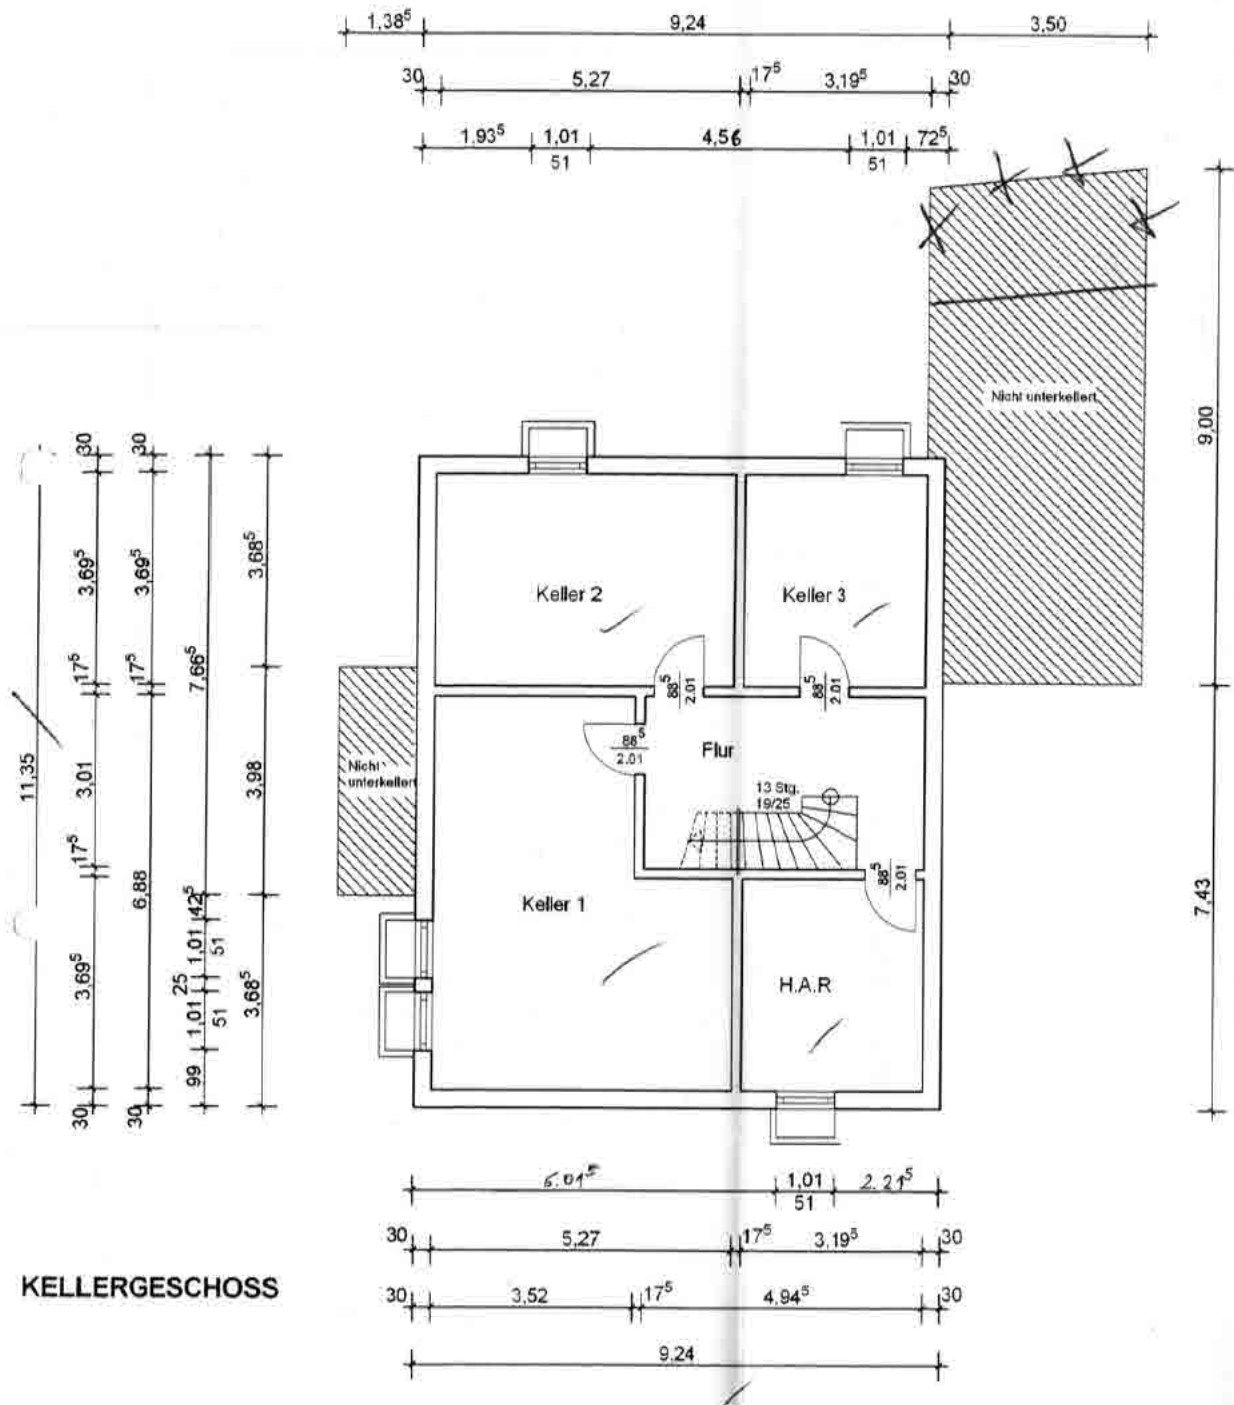 1,38⁵ 9,24 3,50
30 5,27 17⁵ 3,19⁵ 30
1,93⁵ 1,01 4,56 1,01 72⁵
51 51
Nicht unterkellert
9,00
7,43
30 30
3,69⁵ 3,69⁵ 3,68⁵
17⁵ 17⁵ 7,66⁵
11,35 3,01 3,98
17⁵ 6,88
42⁵
3,69⁵ 1,01 51
25 3,68⁵
1,01 51
99
30 30
Keller 2
Keller 3
88⁵
2.01
88⁵
2.01
88⁵
2.01
Flur
Nicht
unterkellert
13 Stg.
19/25
88⁵
2.01
Keller 1
H.A.R
6.01⁵ 1,01 2.21⁵
51
30 5,27 17⁵ 3,19⁵ 30
KELLERGESCHOSS
30 3,52 17⁵ 4,94⁵ 30
9,24